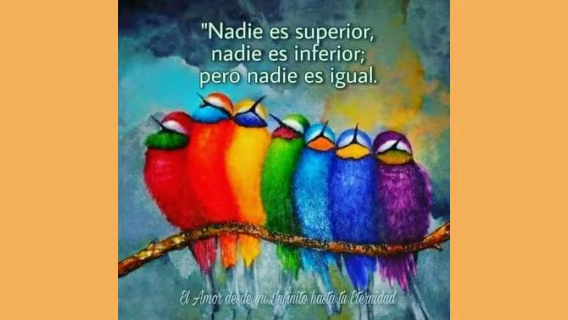 "Nadie es superior,
nadie es inferior;
pero nadie es igual.
El Amor desde mi Infinito hasta tu Eternidad